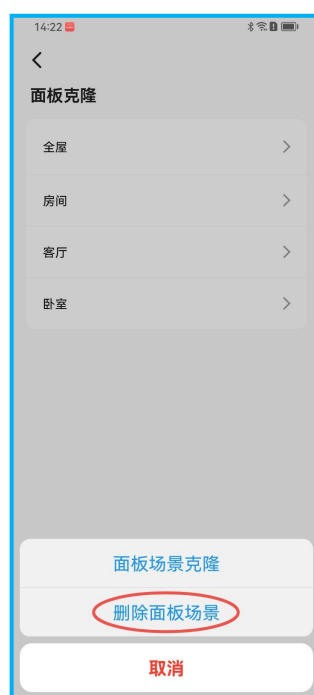 14:22
面板克隆
全屋
房间
客厅
卧室
面板场景克隆
删除面板场景
取消